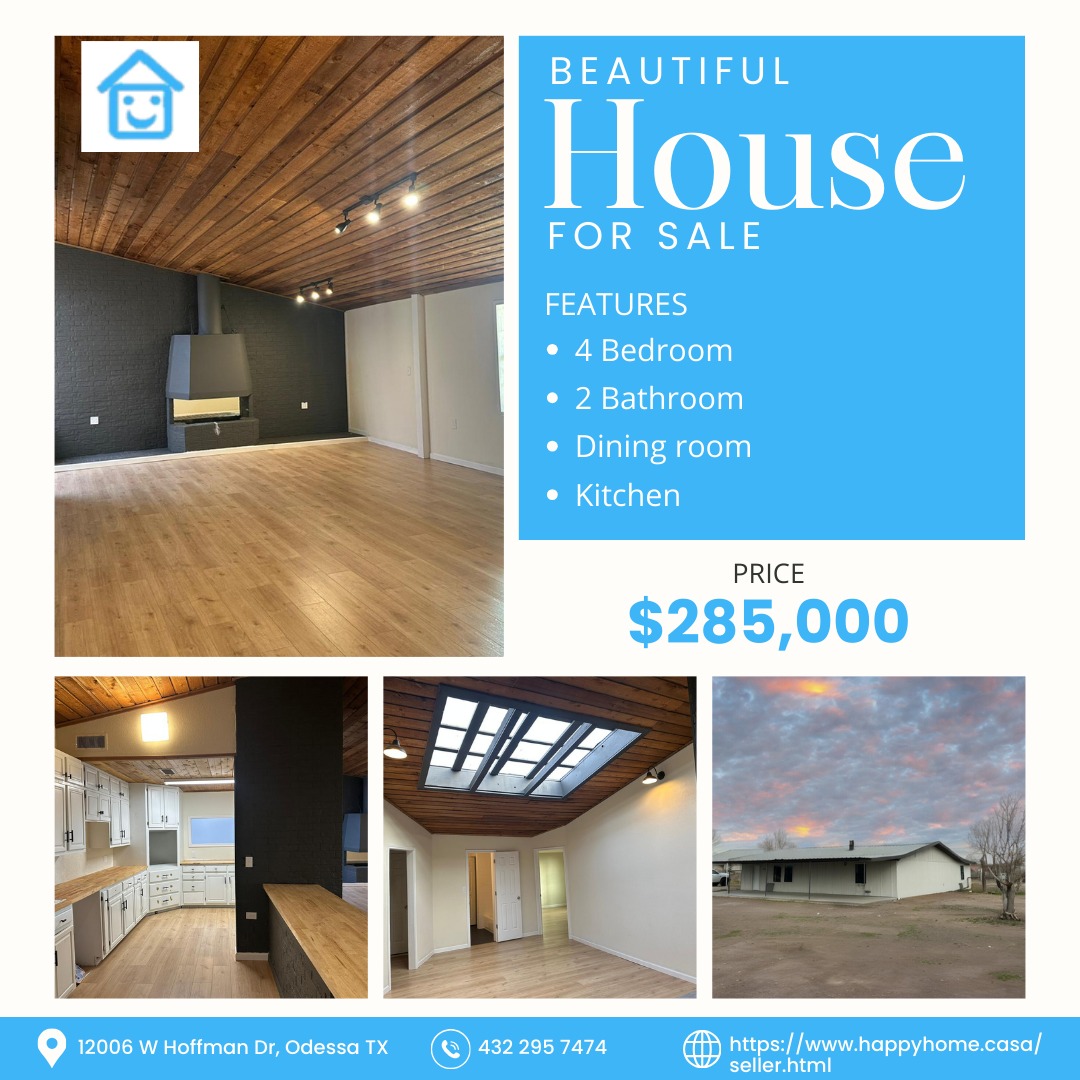 BEAUTIFUL
House
FOR SALE
FEATURES
• 4 Bedroom
• 2 Bathroom
• Dining room
• Kitchen
PRICE
$285,000
12006 W Hoffman Dr, Odessa TX
432 295 7474
https://www.happyhome.casa/
seller.html